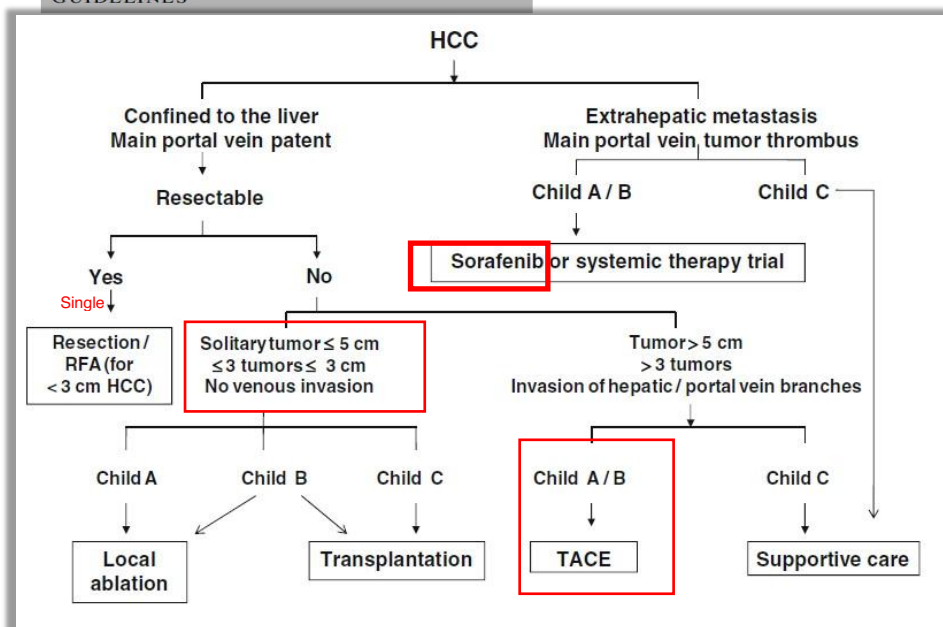 GUIDELINES
HCC
Confined to the liver
Main portal vein patent
Extrahepatic metastasis
Main portal vein tumor thrombus
Resectable
Child A / B
Child C
Yes
No
Sorafenib or systemic therapy trial
Single
Resection /
RFA (for
< 3 cm HCC)
Solitary tumor ≤ 5 cm
≤ 3 tumors ≤ 3 cm
No venous invasion
Tumor > 5 cm
> 3 tumors
Invasion of hepatic / portal vein branches
Child A
Child B
Child C
Child A / B
Child C
Local
ablation
Transplantation
TACE
Supportive care